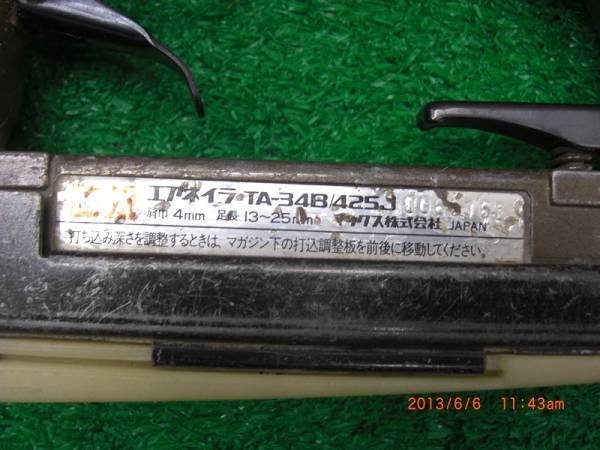 エアネイラ TA-34B/425J
肩巾 4mm 足長 13〜25mm マックス株式会社 JAPAN
打ち込み深さを調整するときは、マガジン下の打込調整板を前後に移動してください。
2013/6/6 11:43am